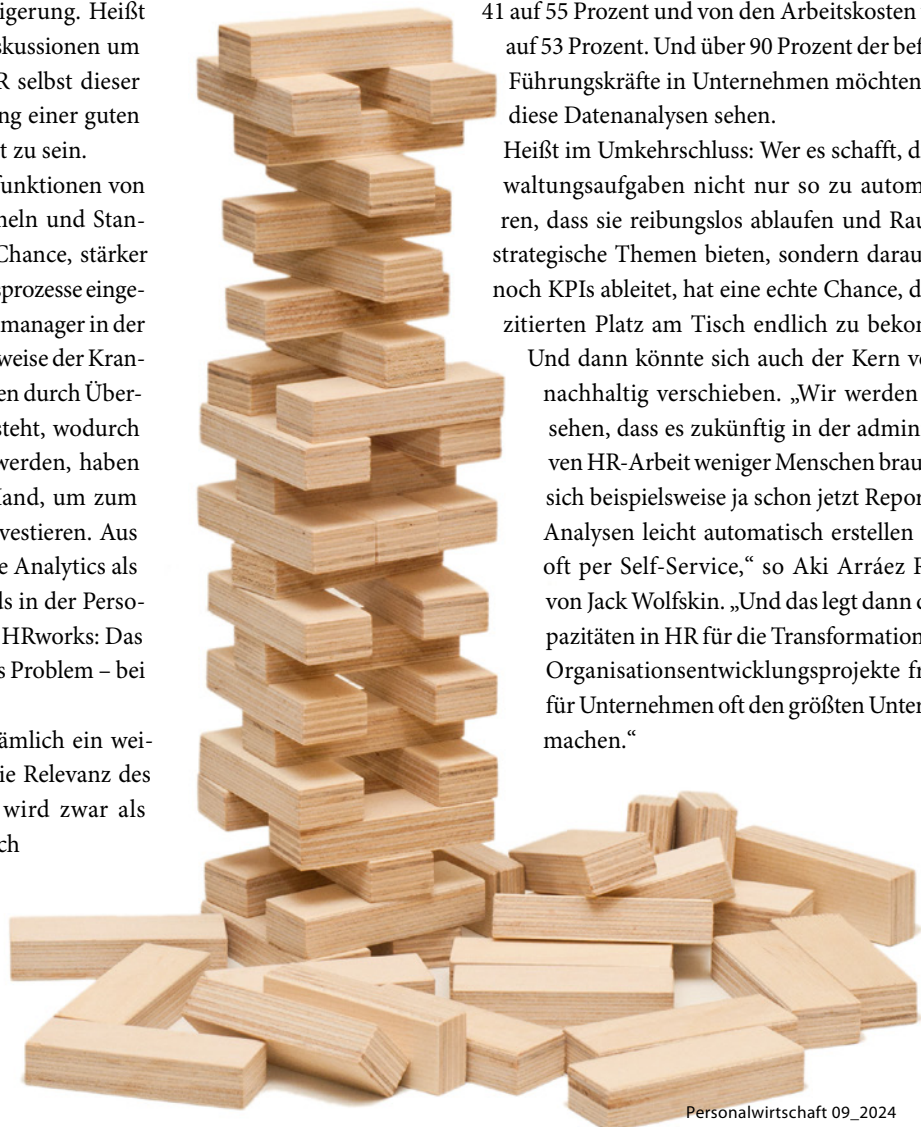 igerung. Heißt
skussionen um
R selbst dieser
ng einer guten
t zu sein.
funktionen von
neln und Stan-
Chance, stärker
sprozesse einge-
manager in der
weise der Kran-
en durch Über-
steht, wodurch
werden, haben
Hand, um zum
vestieren. Aus
e Analytics als
ds in der Perso-
HRworks: Das
s Problem – bei
ämlich ein wei-
ie Relevanz des
wird zwar als
ch
41 auf 55 Prozent und von den Arbeitskosten
auf 53 Prozent. Und über 90 Prozent der bef
Führungskräfte in Unternehmen möchten
diese Datenanalysen sehen.
Heißt im Umkehrschluss: Wer es schafft, d
waltungsaufgaben nicht nur so zu autom
ren, dass sie reibungslos ablaufen und Rau
strategische Themen bieten, sondern darau
noch KPIs ableitet, hat eine echte Chance, d
zitierten Platz am Tisch endlich zu bekon
Und dann könnte sich auch der Kern v
nachhaltig verschieben. „Wir werden
sehen, dass es zukünftig in der admin
ven HR-Arbeit weniger Menschen brau
sich beispielsweise ja schon jetzt Repor
Analysen leicht automatisch erstellen
oft per Self-Service,“ so Aki Arráez
von Jack Wolfskin. „Und das legt dann d
pazitäten in HR für die Transformation
Organisationsentwicklungsprojekte fr
für Unternehmen oft den größten Unter
machen.“
Personalwirtschaft 09_2024